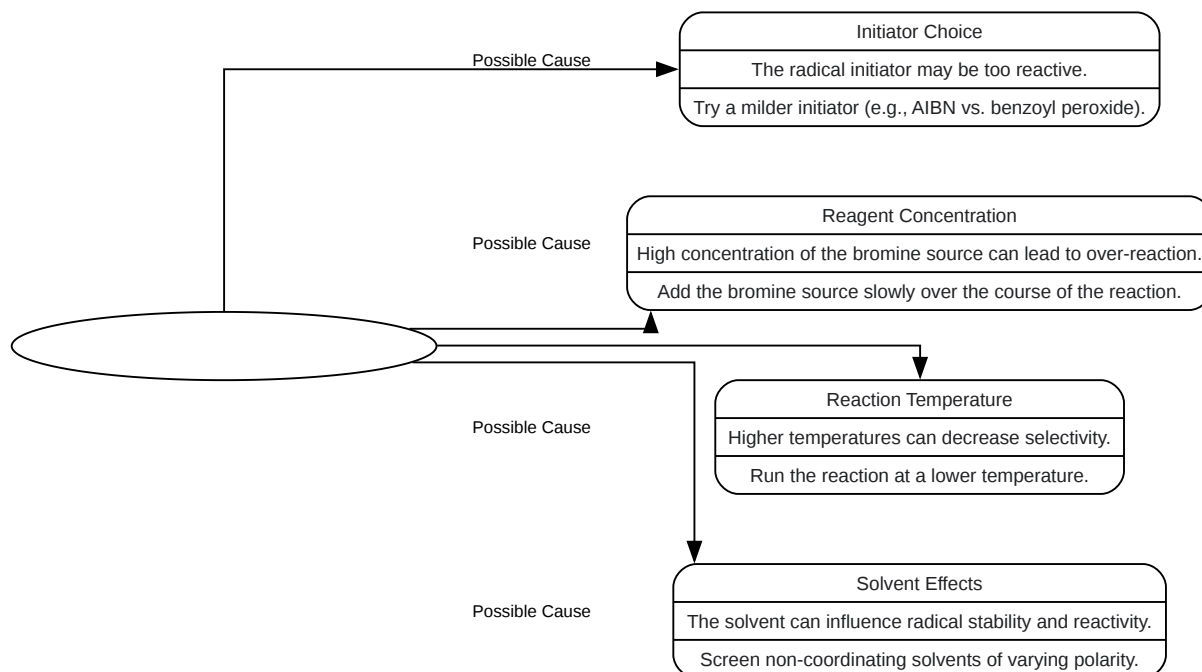 Initiator Choice
Possible Cause
The radical initiator may be too reactive.
Try a milder initiator (e.g., AIBN vs. benzoyl peroxide).
Reagent Concentration
Possible Cause
High concentration of the bromine source can lead to over-reaction.
Add the bromine source slowly over the course of the reaction.
Reaction Temperature
Possible Cause
Higher temperatures can decrease selectivity.
Run the reaction at a lower temperature.
Solvent Effects
Possible Cause
The solvent can influence radical stability and reactivity.
Screen non-coordinating solvents of varying polarity.